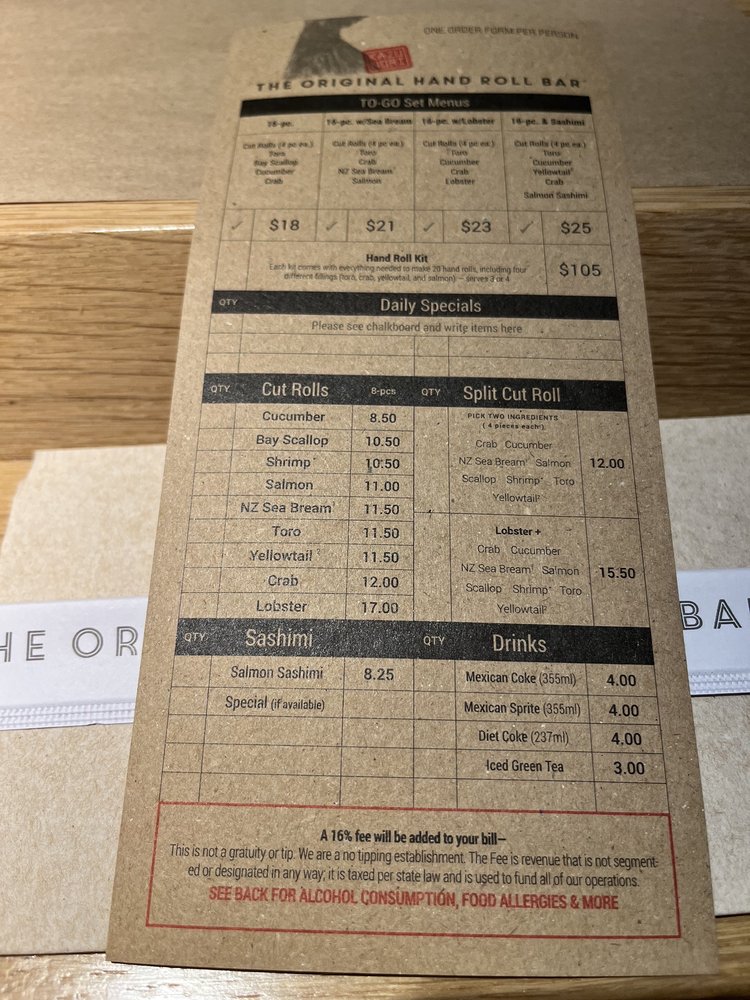 ONE ORDER FORM PER PERSON
KAZU
NORI
THE ORIGINAL HAND ROLL BAR
TO-GO Set Menus
16-pc. 16-pc. w/Sea Bream 16-pc. w/Lobster 16-pc. & Sashimi
Cut Rolls (4 pc ea.) Cut Rolls (4 pc ea.) Cut Rolls (4 pc ea.) Cut Rolls (4 pc ea.)
Toro Toro Toro Toro
Bay Scallop Crab Cucumber Cucumber
Cucumber NZ Sea Bream¹ Crab Yellowtail²
Crab Salmon Lobster Crab
Salmon Sashimi
✓ $18 ✓ $21 ✓ $23 ✓ $25
Hand Roll Kit
Each kit comes with everything needed to make 20 hand rolls, including four
different fillings (toro, crab, yellowtail, and salmon) — serves 3 or 4
$105
QTY Daily Specials
Please see chalkboard and write items here
QTY Cut Rolls 8-pcs
Cucumber 8.50
Bay Scallop 10.50
Shrimp⁺ 10.50
Salmon 11.00
NZ Sea Bream¹ 11.50
Toro 11.50
Yellowtail² 11.50
Crab 12.00
Lobster 17.00
QTY Split Cut Roll
PICK TWO INGREDIENTS
(4 pieces each)
Crab Cucumber
NZ Sea Bream¹ Salmon
Scallop Shrimp⁺ Toro
Yellowtail²
12.00
Lobster +
Crab Cucumber
NZ Sea Bream¹ Salmon
Scallop Shrimp⁺ Toro
Yellowtail²
15.50
QTY Sashimi
Salmon Sashimi 8.25
Special (if available)
QTY Drinks
Mexican Coke (355ml) 4.00
Mexican Sprite (355ml) 4.00
Diet Coke (237ml) 4.00
Iced Green Tea 3.00
A 16% fee will be added to your bill—
This is not a gratuity or tip. We are a no tipping establishment. The Fee is revenue that is not segment-
ed or designated in any way; it is taxed per state law and is used to fund all of our operations.
SEE BACK FOR ALCOHOL CONSUMPTION, FOOD ALLERGIES & MORE
HE OR
BA